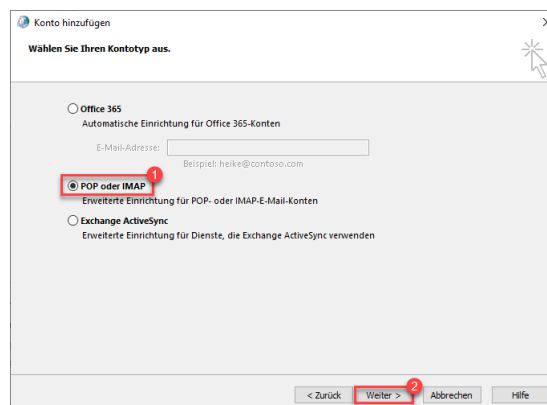 Konto hinzufügen
Wählen Sie Ihren Kontotyp aus.
Office 365
Automatische Einrichtung für Office 365-Konten
E-Mail-Adresse:
Beispiel: heike@contoso.com
1
POP oder IMAP
Erweiterte Einrichtung für POP- oder IMAP-E-Mail-Konten
Exchange ActiveSync
Erweiterte Einrichtung für Dienste, die Exchange ActiveSync verwenden
2
< Zurück Weiter > Abbrechen Hilfe